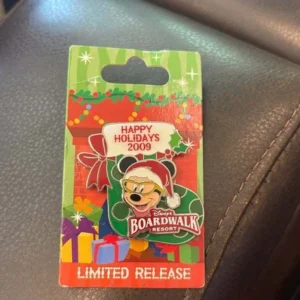 HAPPY
HOLIDAYS
2009
Disney's
BOARDWALK
RESORT
LIMITED RELEASE